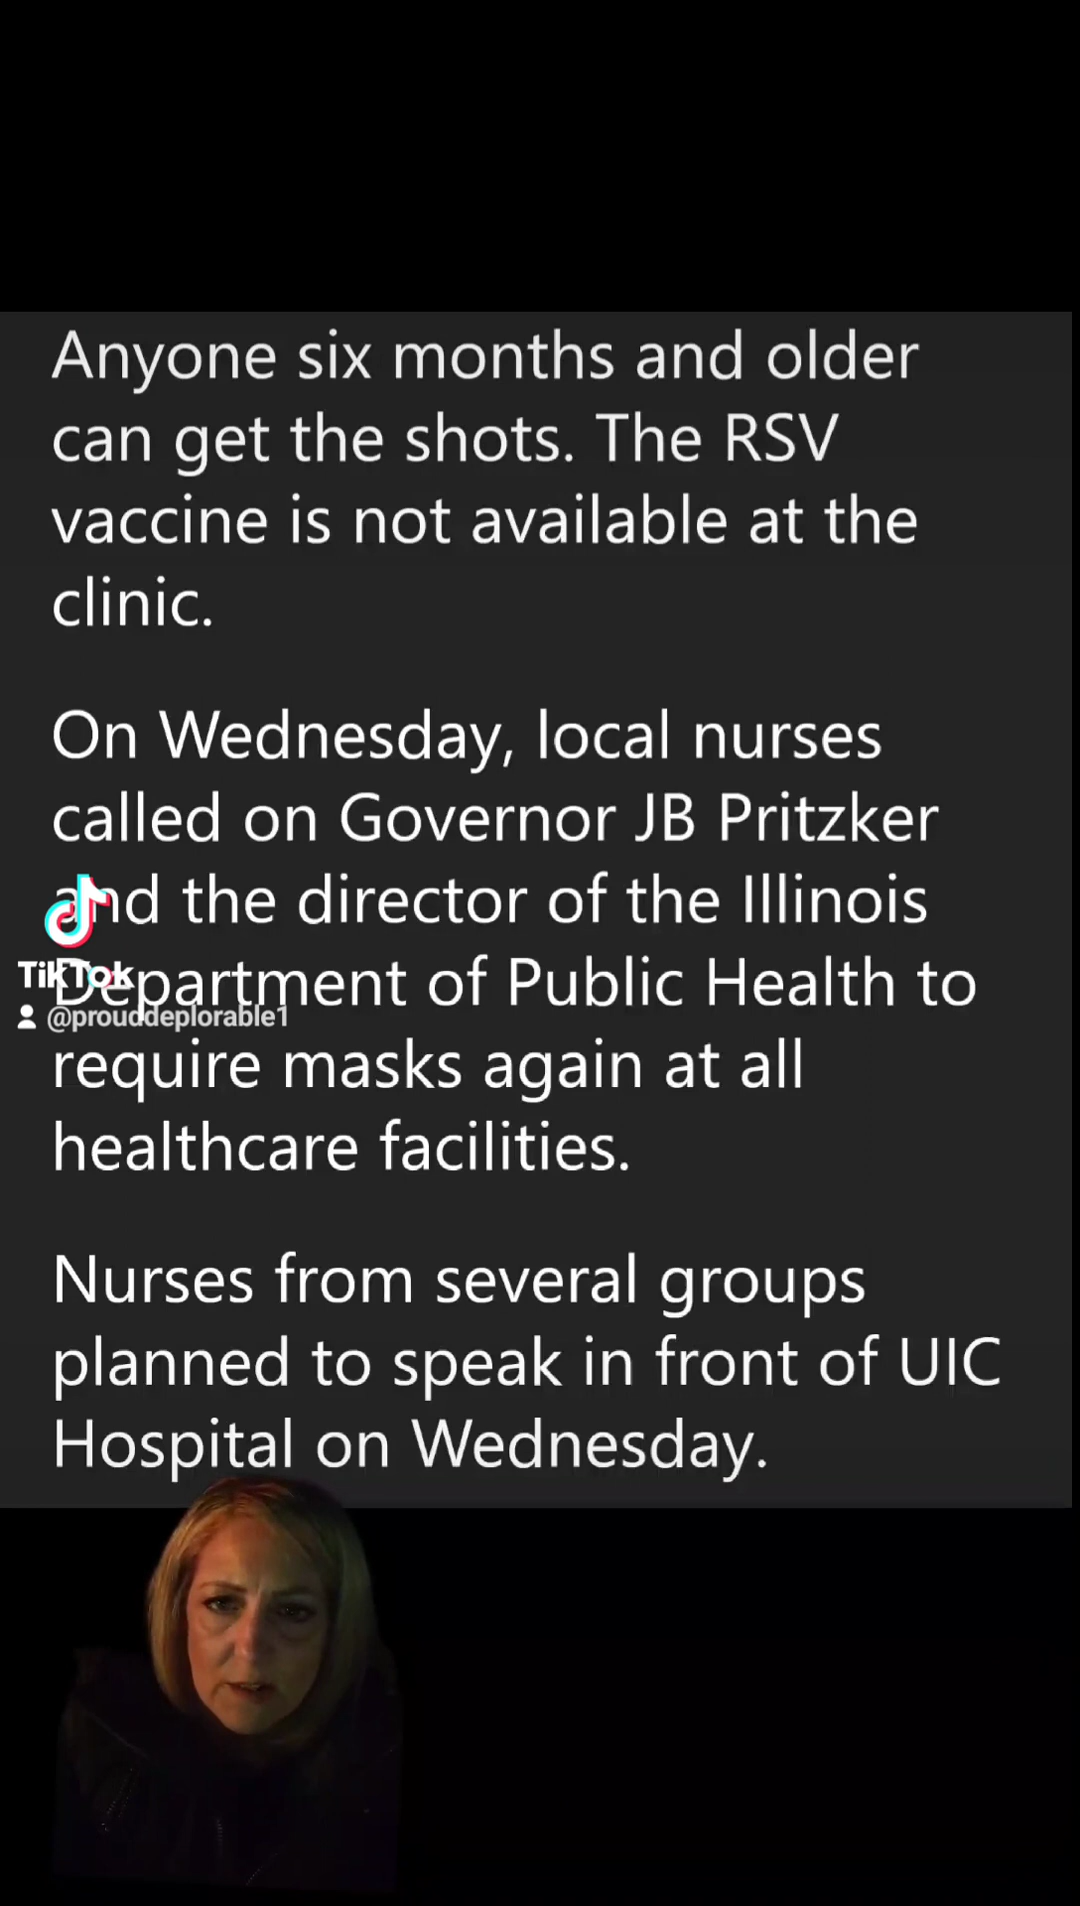 Anyone six months and older
can get the shots. The RSV
vaccine is not available at the
clinic.
On Wednesday, local nurses
called on Governor JB Pritzker
and the director of the Illinois
TikTok
Department of Public Health to
@prouddeplorable1
require masks again at all
healthcare facilities.
Nurses from several groups
planned to speak in front of UIC
Hospital on Wednesday.